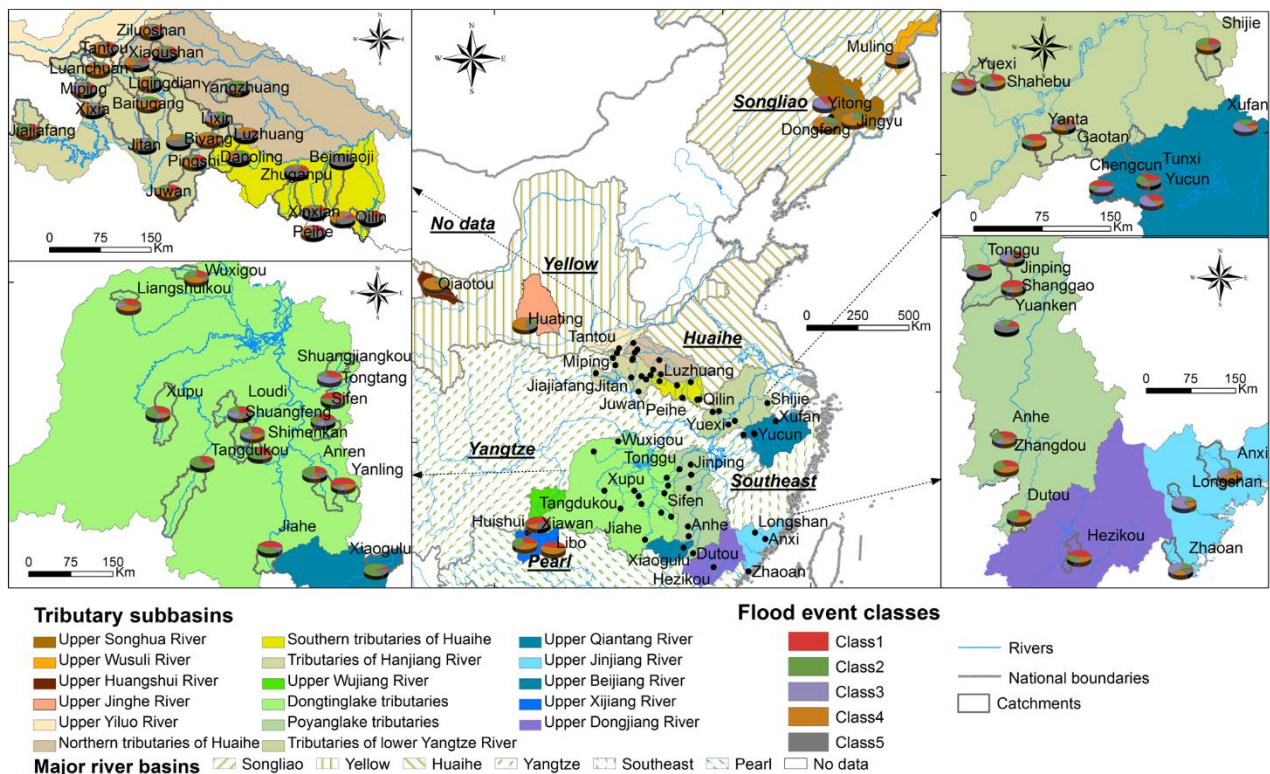 Ziluoshan
Tantou
Xiagushan
Luanchuan
Miping
Liqingdian
Yangzhuang
Xixia
Baitugang
Jiajiafang
Lixin
Jitan
Biyang
Luzhuang
Pingshi
Dapoling
Beimiaoji
Zhuganpu
Juwan
Xinxian
Qilin
Peihe
0 75 150
Km
N
W E
S
Wuxigou
Liangshuikou
Shuangjiangkou
Tongtang
Xupu
Loudi
Sifen
Shuangfeng
Shimenkan
Tangdukou
Anren
Yanling
Jiahe
Xiaogulu
0 75 150
Km
N
W E
S
N
W E
S
Muling
Songliao
Yitong
Dongfeng
Jingyu
No data
Yellow
Qiaotou
Huating
0 250 500
Km
Tantou
Huaihe
Miping
Luzhuang
Jiajiafang
Jitan
Juwan
Qilin
Shijie
Peihe
Xufan
Yuexi
Yucun
Wuxigou
Yangtze
Tonggu
Jinping
Southeast
Xupu
Tangdukou
Sifen
Huishui
Xiawan
Jiahe
Anhe
Longshan
Libo
Anxi
Pearl
Xiaogulu
Dutou
Hezikou
Zhaoan
N
W E
S
Shijie
Yuexi
Shahebu
Xufan
Yanta
Gaotan
Chengcun
Tunxi
Yucun
0 75 150
Km
Tonggu
Jinping
Shanggao
Yuanken
N
W E
S
0 75 150
Km
Anhe
Zhangdou
Anxi
Longshan
Dutou
Hezikou
Zhaoan
Tributary subbasins
Upper Songhua River
Upper Wusuli River
Upper Huangshui River
Upper Jinghe River
Upper Yiluo River
Northern tributaries of Huaihe
Southern tributaries of Huaihe
Tributaries of Hanjiang River
Upper Wujiang River
Dongtinglake tributaries
Poyanglake tributaries
Tributaries of lower Yangtze River
Upper Qiantang River
Upper Jinjiang River
Upper Beijiang River
Upper Xijiang River
Upper Dongjiang River
Flood event classes
Class1
Class2
Class3
Class4
Class5
Rivers
National boundaries
Catchments
Major river basins Songliao Yellow Huaihe Yangtze Southeast Pearl No data